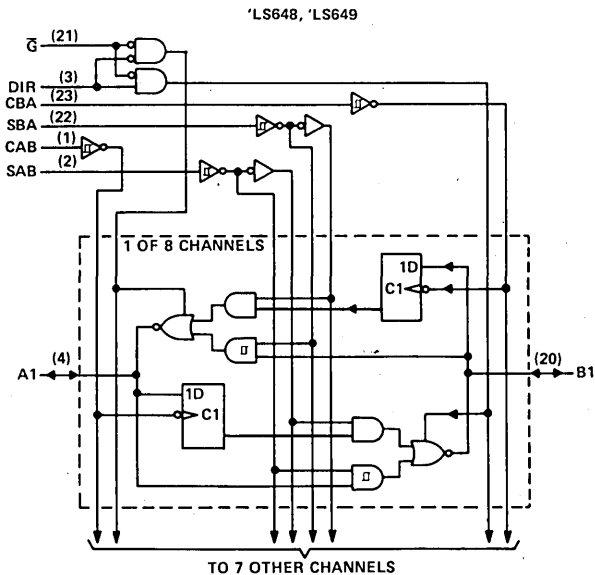 'LS648, 'LS649
G̅ (21)
DIR (3)
CBA (23)
SBA (22)
CAB (1)
SAB (2)
1 OF 8 CHANNELS
1D
C1
A1 (4)
(20) B1
1D
C1
TO 7 OTHER CHANNELS